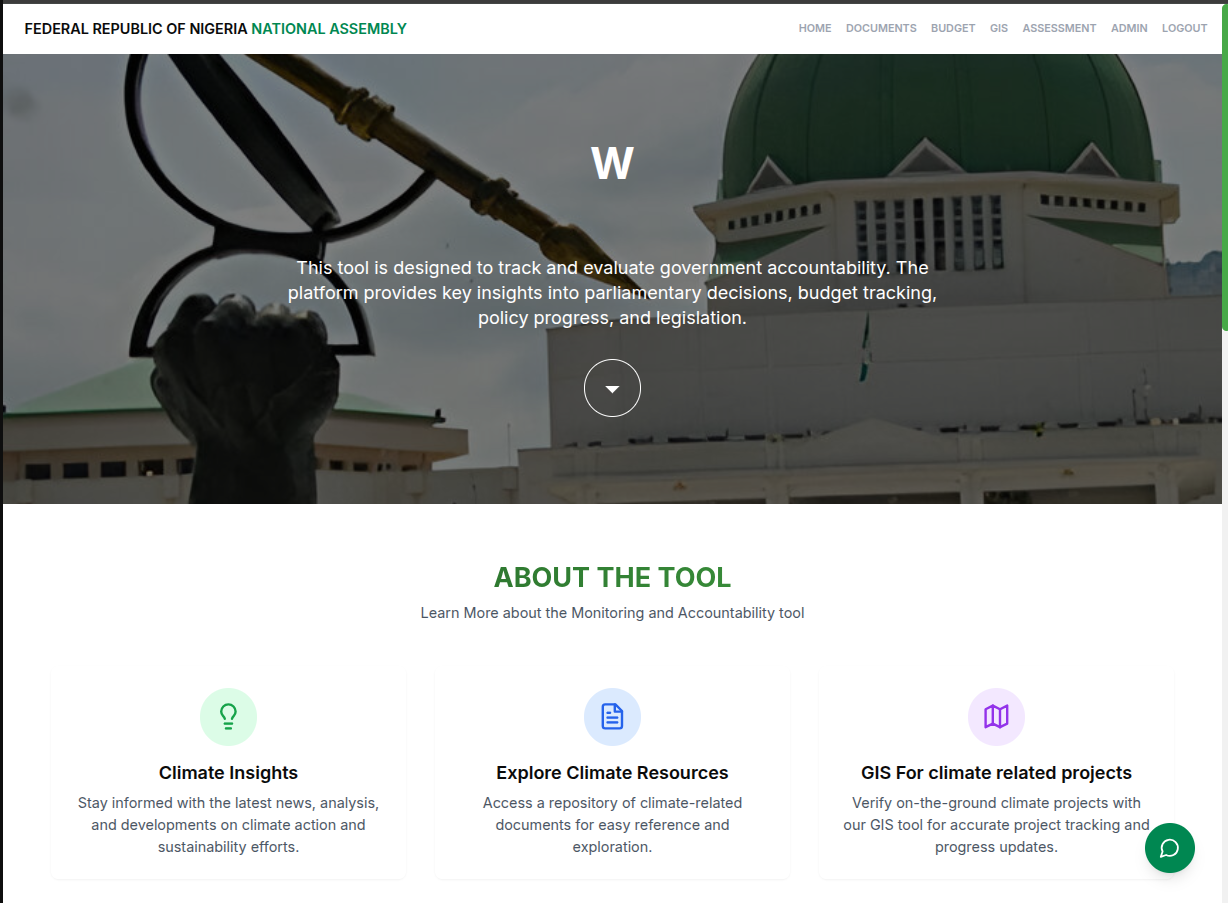 FEDERAL REPUBLIC OF NIGERIA NATIONAL ASSEMBLY
HOME DOCUMENTS BUDGET GIS ASSESSMENT ADMIN LOGOUT
W
This tool is designed to track and evaluate government accountability. The
platform provides key insights into parliamentary decisions, budget tracking,
policy progress, and legislation.
ABOUT THE TOOL
Learn More about the Monitoring and Accountability tool
Climate Insights
Stay informed with the latest news, analysis,
and developments on climate action and
sustainability efforts.
Explore Climate Resources
Access a repository of climate-related
documents for easy reference and
exploration.
GIS For climate related projects
Verify on-the-ground climate projects with
our GIS tool for accurate project tracking and
progress updates.